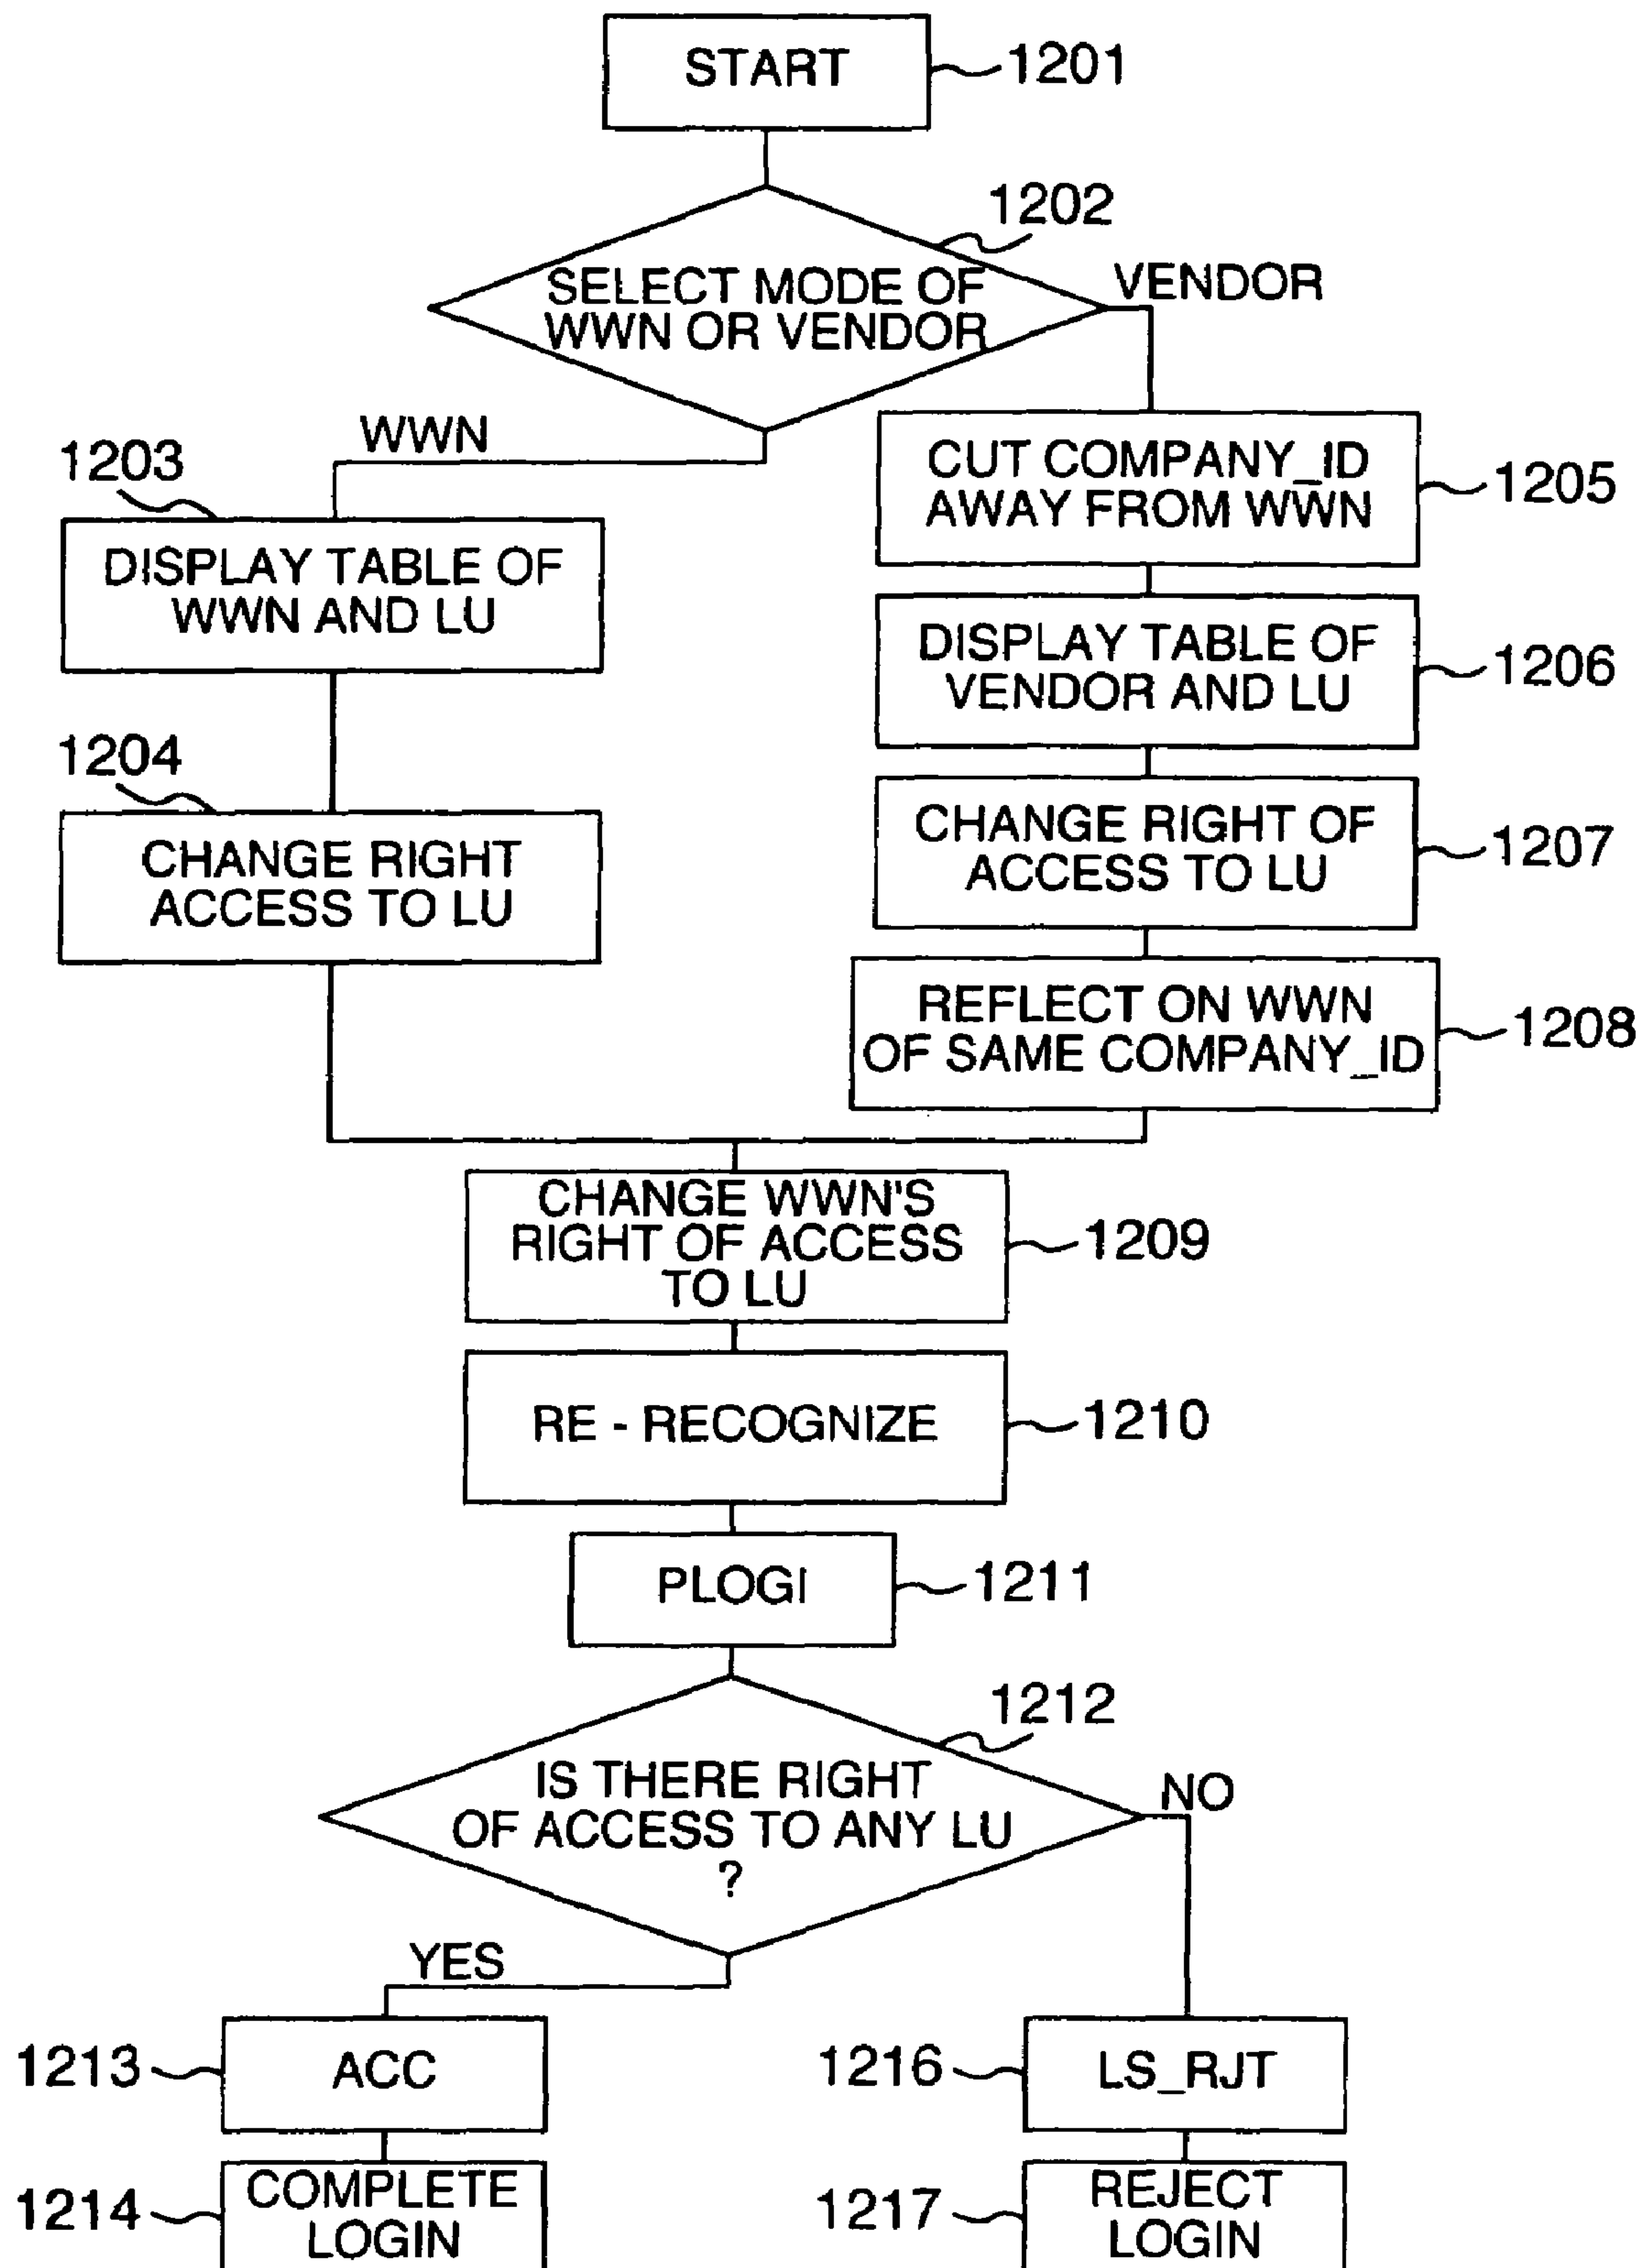 START
1201
1202
SELECT MODE OF
WWN OR VENDOR
VENDOR
WWN
1203
DISPLAY TABLE OF
WWN AND LU
1204
CHANGE RIGHT
ACCESS TO LU
CUT COMPANY_ID
AWAY FROM WWN
1205
DISPLAY TABLE OF
VENDOR AND LU
1206
CHANGE RIGHT OF
ACCESS TO LU
1207
REFLECT ON WWN
OF SAME COMPANY_ID
1208
CHANGE WWN'S
RIGHT OF ACCESS
TO LU
1209
RE - RECOGNIZE
1210
PLOGI
1211
1212
IS THERE RIGHT
OF ACCESS TO ANY LU
?
NO
YES
1213
ACC
1214
COMPLETE
LOGIN
1216
LS_RJT
1217
REJECT
LOGIN